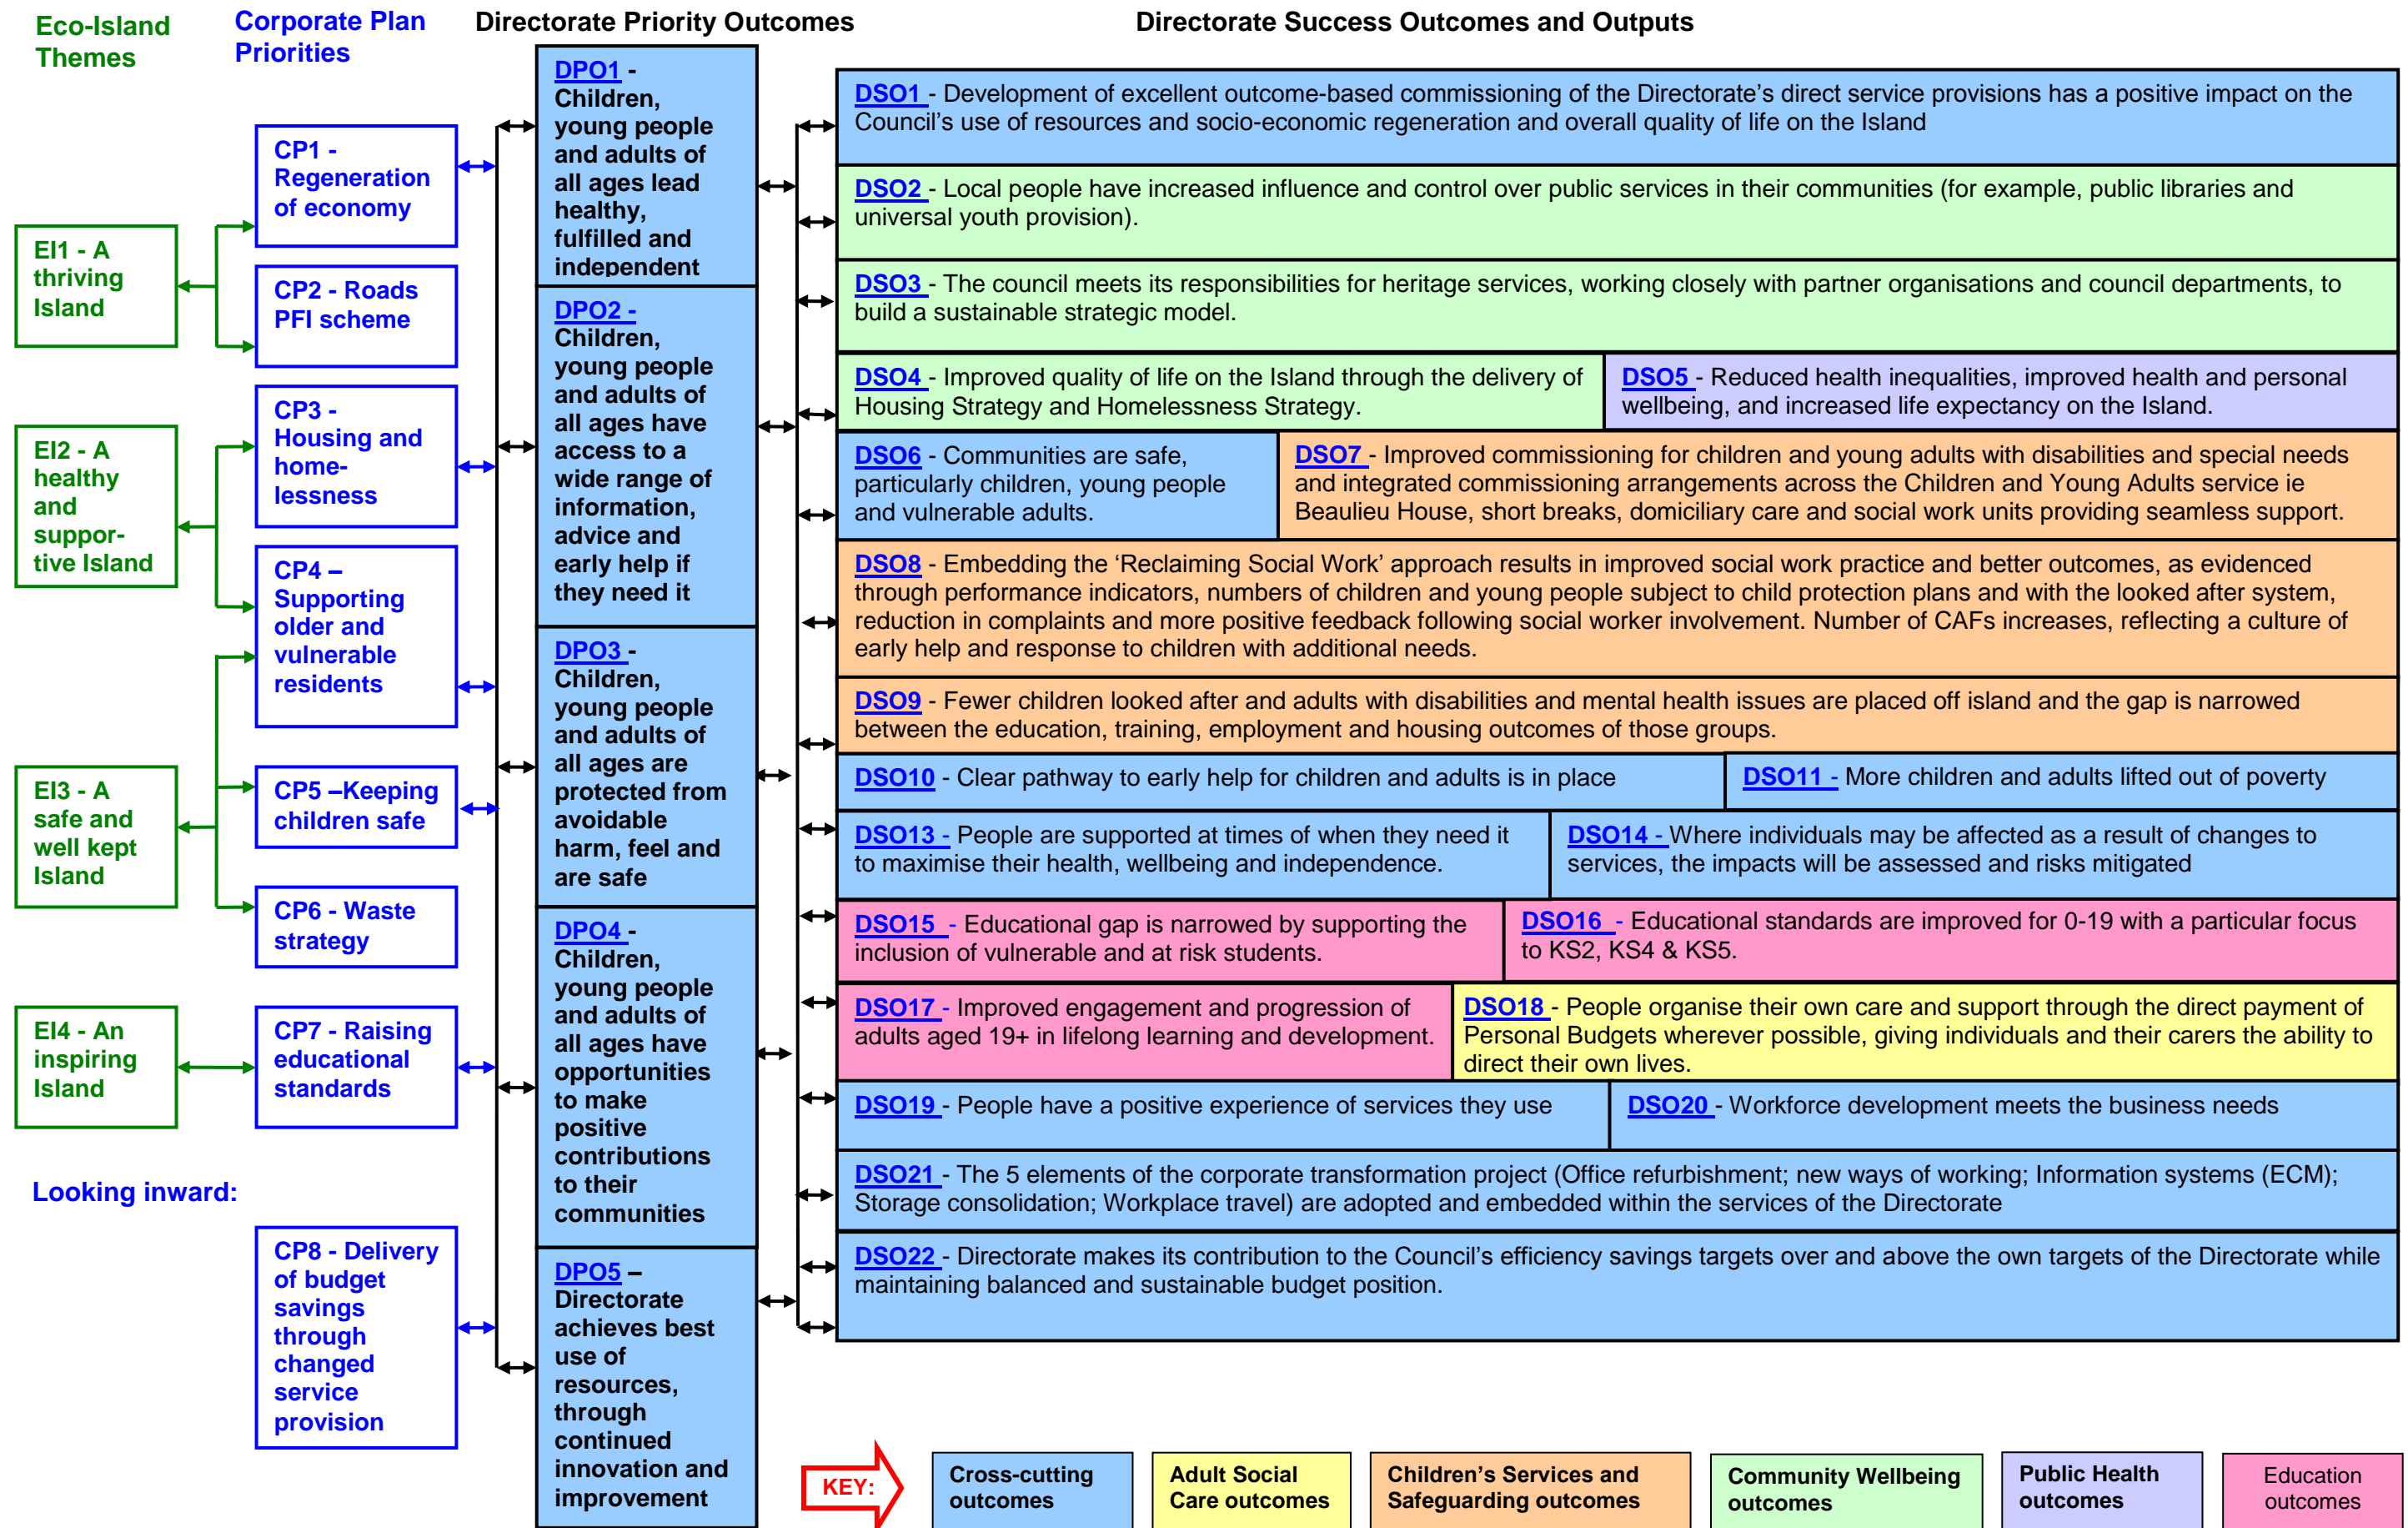 Eco-Island
Themes
Corporate Plan
Priorities
Directorate Priority Outcomes
Directorate Success Outcomes and Outputs
EI1 - A
thriving
Island
EI2 - A
healthy
and
suppor-
tive Island
EI3 - A
safe and
well kept
Island
EI4 - An
inspiring
Island
Looking inward:
CP1 -
Regeneration
of economy
CP2 - Roads
PFI scheme
CP3 -
Housing and
home-
lessness
CP4 –
Supporting
older and
vulnerable
residents
CP5 –Keeping
children safe
CP6 - Waste
strategy
CP7 - Raising
educational
standards
CP8 - Delivery
of budget
savings
through
changed
service
provision
DPO1 -
Children,
young people
and adults of
all ages lead
healthy,
fulfilled and
independent
DPO2 -
Children,
young people
and adults of
all ages have
access to a
wide range of
information,
advice and
early help if
they need it
DPO3 -
Children,
young people
and adults of
all ages are
protected from
avoidable
harm, feel and
are safe
DPO4 -
Children,
young people
and adults of
all ages have
opportunities
to make
positive
contributions
to their
communities
DPO5 –
Directorate
achieves best
use of
resources,
through
continued
innovation and
improvement
DSO1 - Development of excellent outcome-based commissioning of the Directorate’s direct service provisions has a positive impact on the
Council’s use of resources and socio-economic regeneration and overall quality of life on the Island
DSO2 - Local people have increased influence and control over public services in their communities (for example, public libraries and
universal youth provision).
DSO3 - The council meets its responsibilities for heritage services, working closely with partner organisations and council departments, to
build a sustainable strategic model.
DSO4 - Improved quality of life on the Island through the delivery of
Housing Strategy and Homelessness Strategy.
DSO5 - Reduced health inequalities, improved health and personal
wellbeing, and increased life expectancy on the Island.
DSO6 - Communities are safe,
particularly children, young people
and vulnerable adults.
DSO7 - Improved commissioning for children and young adults with disabilities and special needs
and integrated commissioning arrangements across the Children and Young Adults service ie
Beaulieu House, short breaks, domiciliary care and social work units providing seamless support.
DSO8 - Embedding the ‘Reclaiming Social Work’ approach results in improved social work practice and better outcomes, as evidenced
through performance indicators, numbers of children and young people subject to child protection plans and with the looked after system,
reduction in complaints and more positive feedback following social worker involvement. Number of CAFs increases, reflecting a culture of
early help and response to children with additional needs.
DSO9 - Fewer children looked after and adults with disabilities and mental health issues are placed off island and the gap is narrowed
between the education, training, employment and housing outcomes of those groups.
DSO10 - Clear pathway to early help for children and adults is in place
DSO11 - More children and adults lifted out of poverty
DSO13 - People are supported at times of when they need it
to maximise their health, wellbeing and independence.
DSO14 - Where individuals may be affected as a result of changes to
services, the impacts will be assessed and risks mitigated
DSO15 - Educational gap is narrowed by supporting the
inclusion of vulnerable and at risk students.
DSO16 - Educational standards are improved for 0-19 with a particular focus
to KS2, KS4 & KS5.
DSO17 - Improved engagement and progression of
adults aged 19+ in lifelong learning and development.
DSO18 - People organise their own care and support through the direct payment of
Personal Budgets wherever possible, giving individuals and their carers the ability to
direct their own lives.
DSO19 - People have a positive experience of services they use
DSO20 - Workforce development meets the business needs
DSO21 - The 5 elements of the corporate transformation project (Office refurbishment; new ways of working; Information systems (ECM);
Storage consolidation; Workplace travel) are adopted and embedded within the services of the Directorate
DSO22 - Directorate makes its contribution to the Council’s efficiency savings targets over and above the own targets of the Directorate while
maintaining balanced and sustainable budget position.
KEY:
Cross-cutting
outcomes
Adult Social
Care outcomes
Children’s Services and
Safeguarding outcomes
Community Wellbeing
outcomes
Public Health
outcomes
Education
outcomes